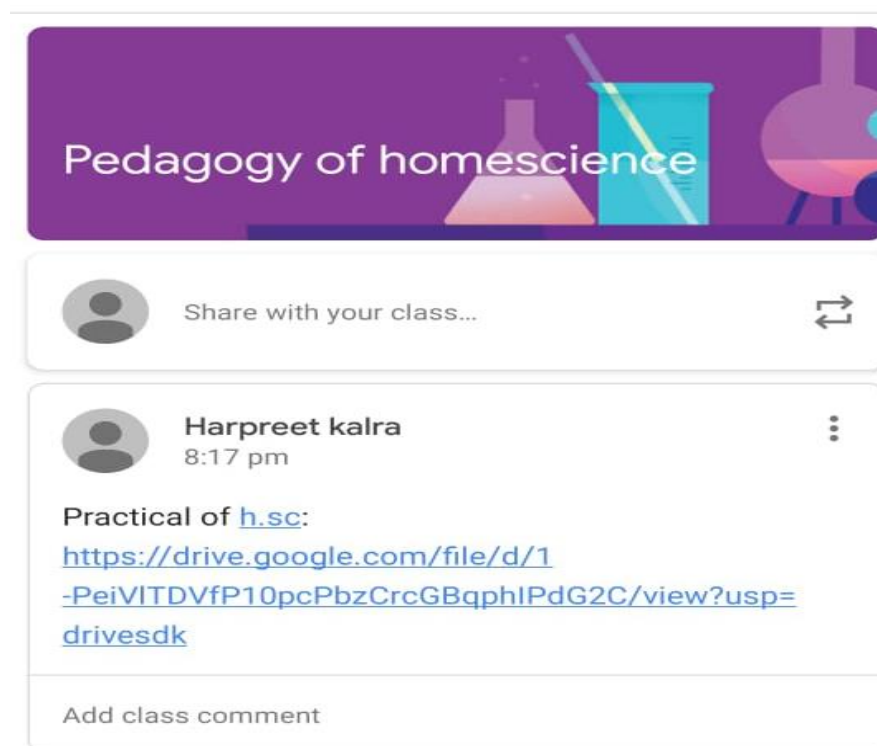 Pedagogy of homescience
Share with your class...
Harpreet kalra
8:17 pm
Practical of h.sc:
https://drive.google.com/file/d/1
-PeiVlTDVfP10pcPbzCrcGBqphIPdG2C/view?usp=
drivesdk
Add class comment